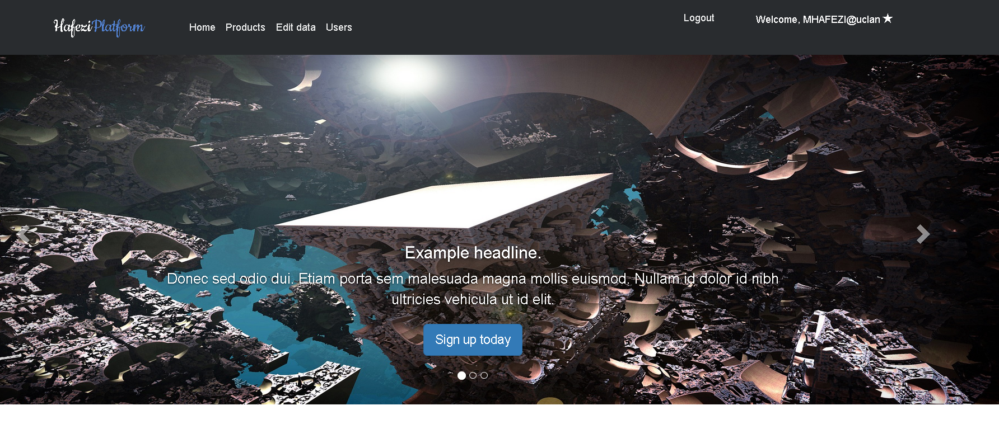 HafeziPlatform
Home Products Edit data Users
Logout
Welcome, MHAFEZI@uclan
Example headline.
Donec sed odio dui. Etiam porta sem malesuada magna mollis euismod. Nullam id dolor id nibh
ultricies vehicula ut id elit.
Sign up today